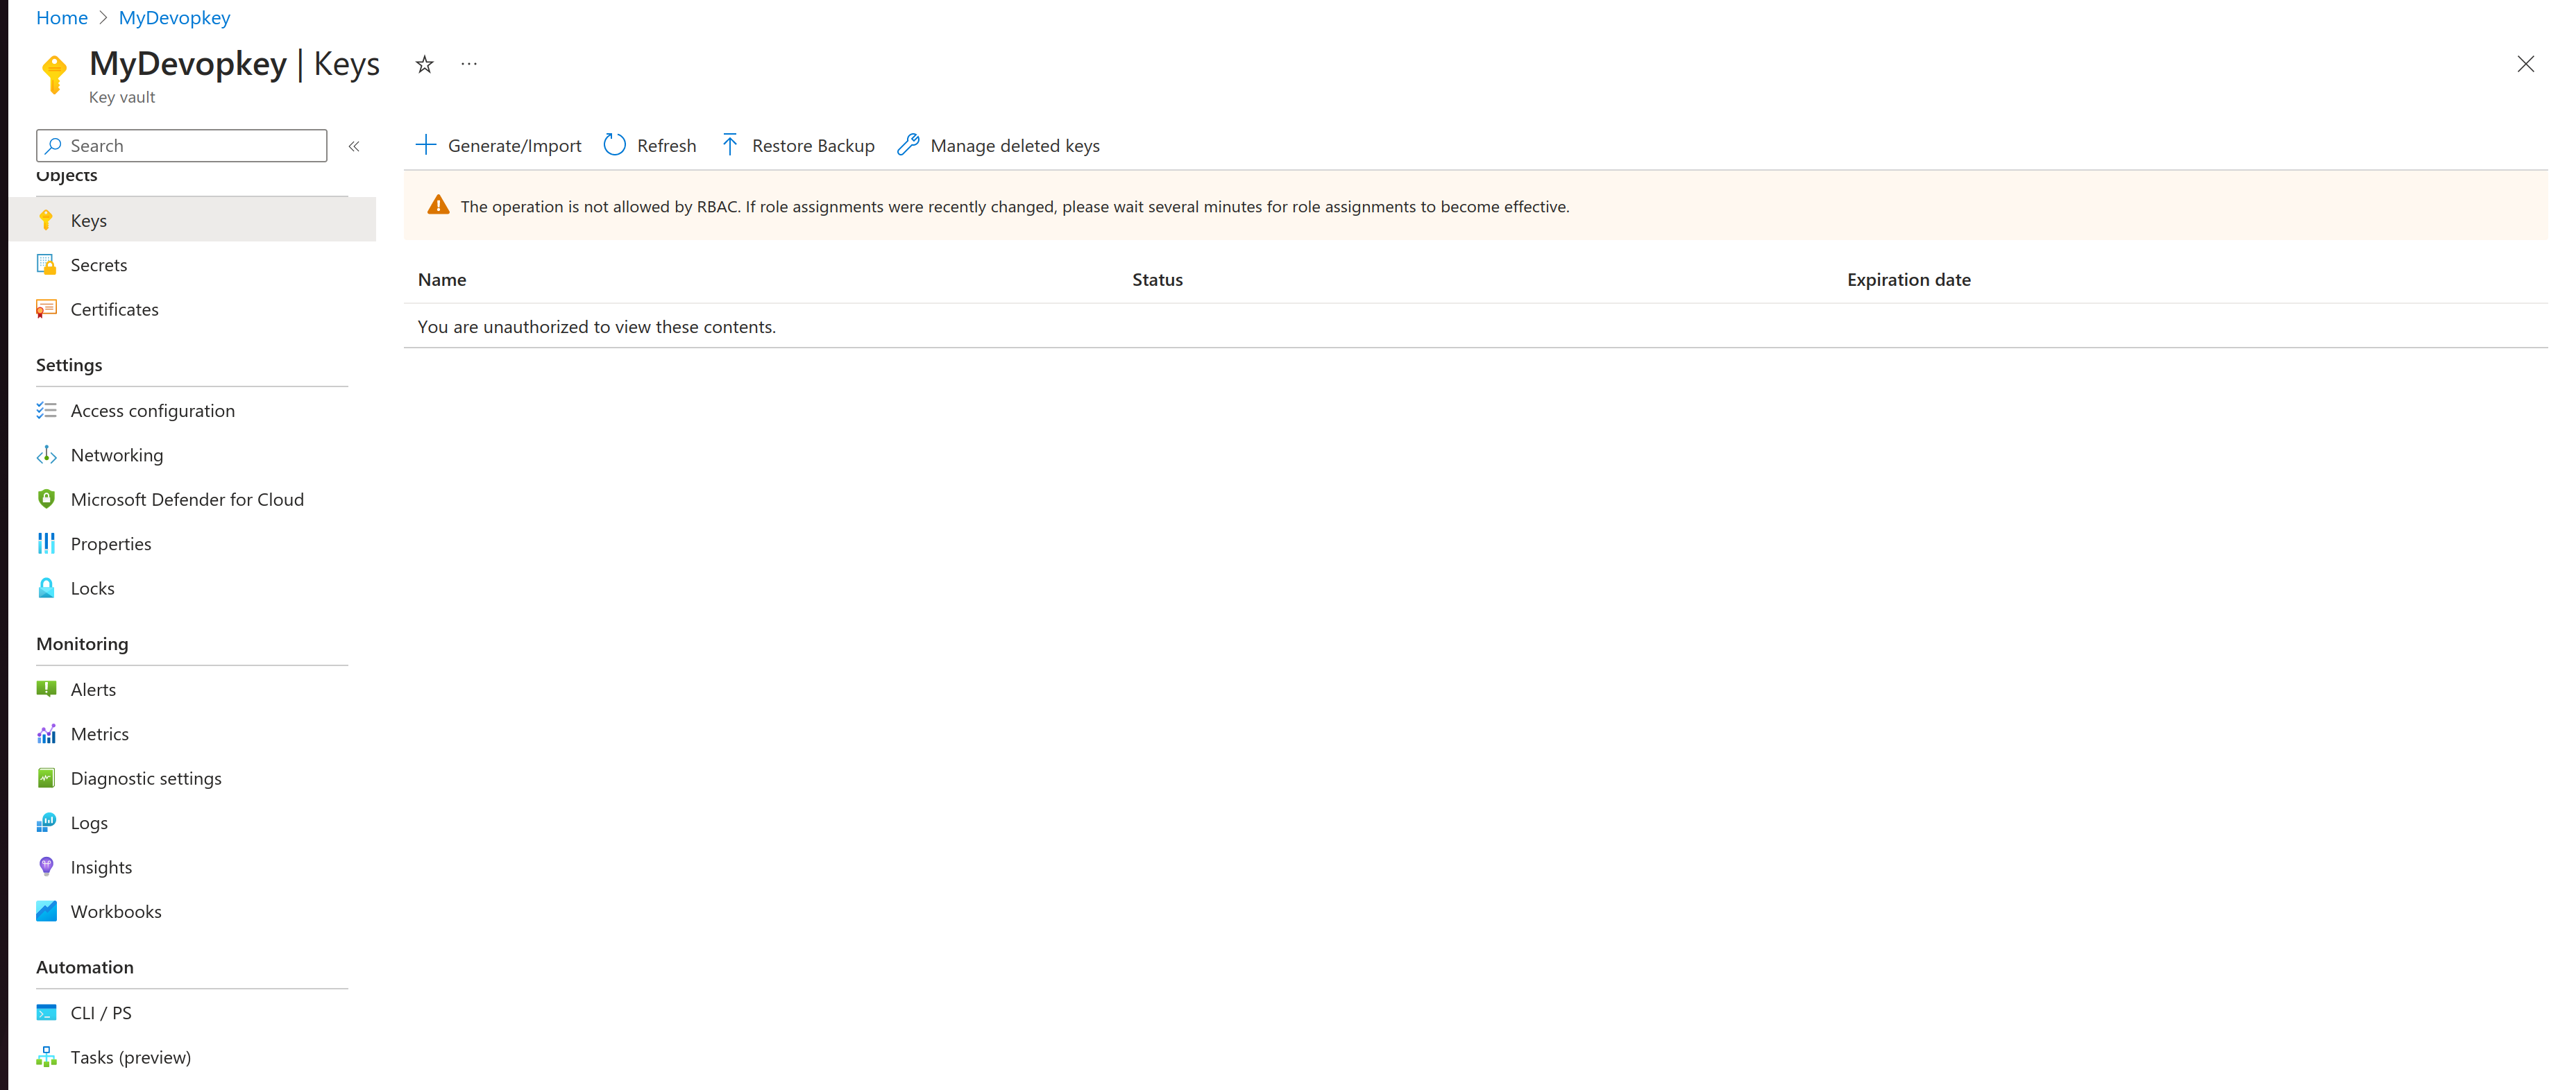 Home > MyDevopkey
MyDevopkey | Keys ☆ ...
Key vault
Search «
Generate/Import Refresh Restore Backup Manage deleted keys
Objects
Keys
Secrets
Certificates
Settings
Access configuration
Networking
Microsoft Defender for Cloud
Properties
Locks
Monitoring
Alerts
Metrics
Diagnostic settings
Logs
Insights
Workbooks
Automation
CLI / PS
Tasks (preview)
The operation is not allowed by RBAC. If role assignments were recently changed, please wait several minutes for role assignments to become effective.
Name Status Expiration date
You are unauthorized to view these contents.